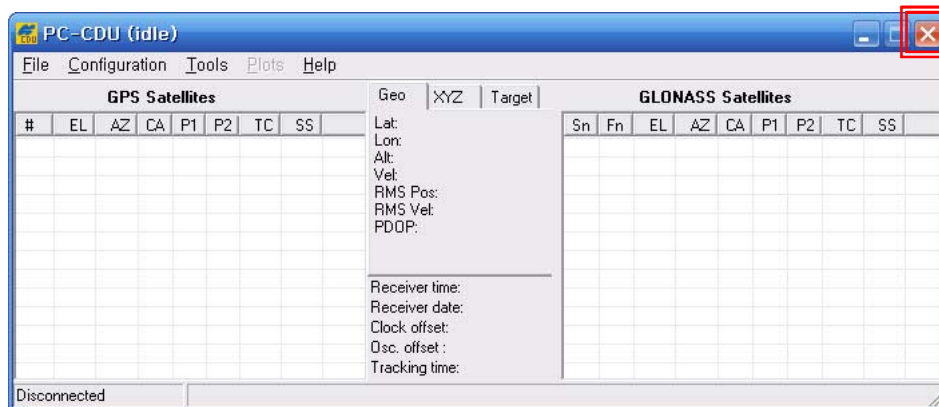 PC-CDU (idle)
File Configuration Tools Plots Help
GPS Satellites
# EL AZ CA P1 P2 TC SS
Geo XYZ Target
Lat:
Lon:
Alt:
Vel:
RMS Pos:
RMS Vel:
PDOP:
Receiver time:
Receiver date:
Clock offset:
Osc. offset :
Tracking time:
GLONASS Satellites
Sn Fn EL AZ CA P1 P2 TC SS
Disconnected